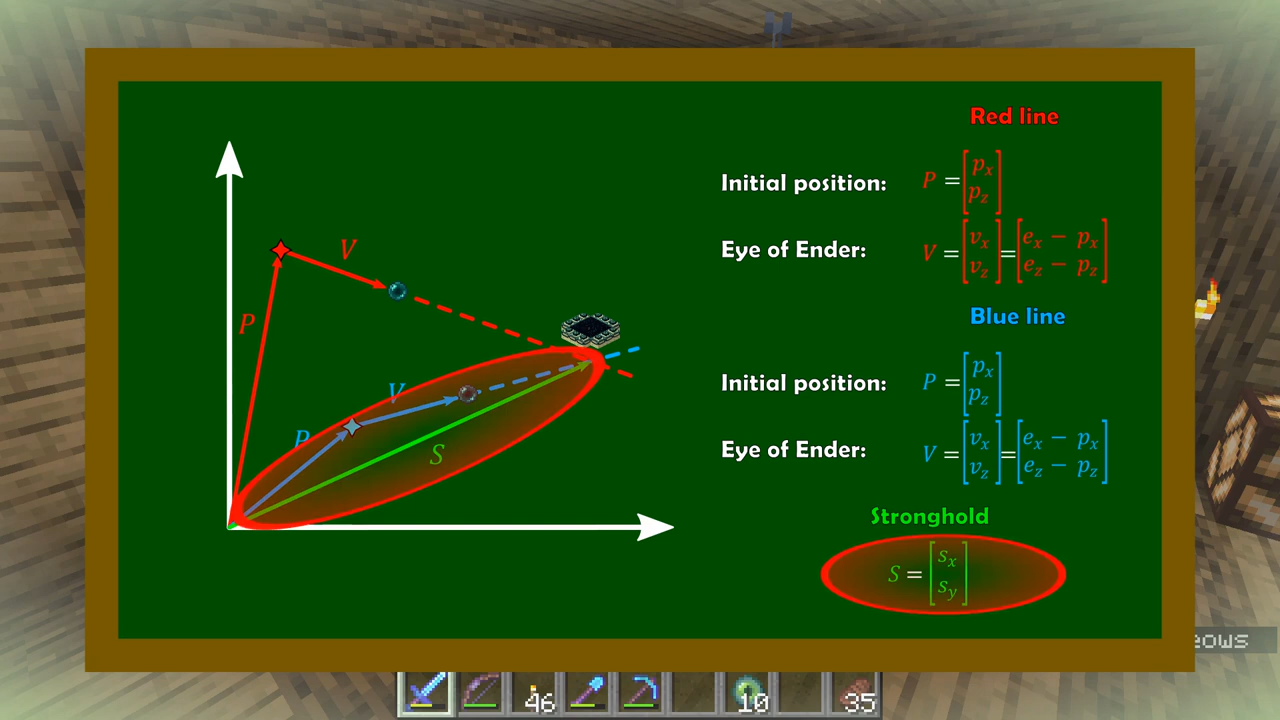 Red line
Initial position: P = [p_x p_z]
Eye of Ender: V = [v_x v_z] = [e_x − p_x e_z − p_z]
Blue line
Initial position: P = [p_x p_z]
Eye of Ender: V = [v_x v_z] = [e_x − p_x e_z − p_z]
Stronghold
S = [s_x s_y]
V
P
V
P
S
46
10
35
eows